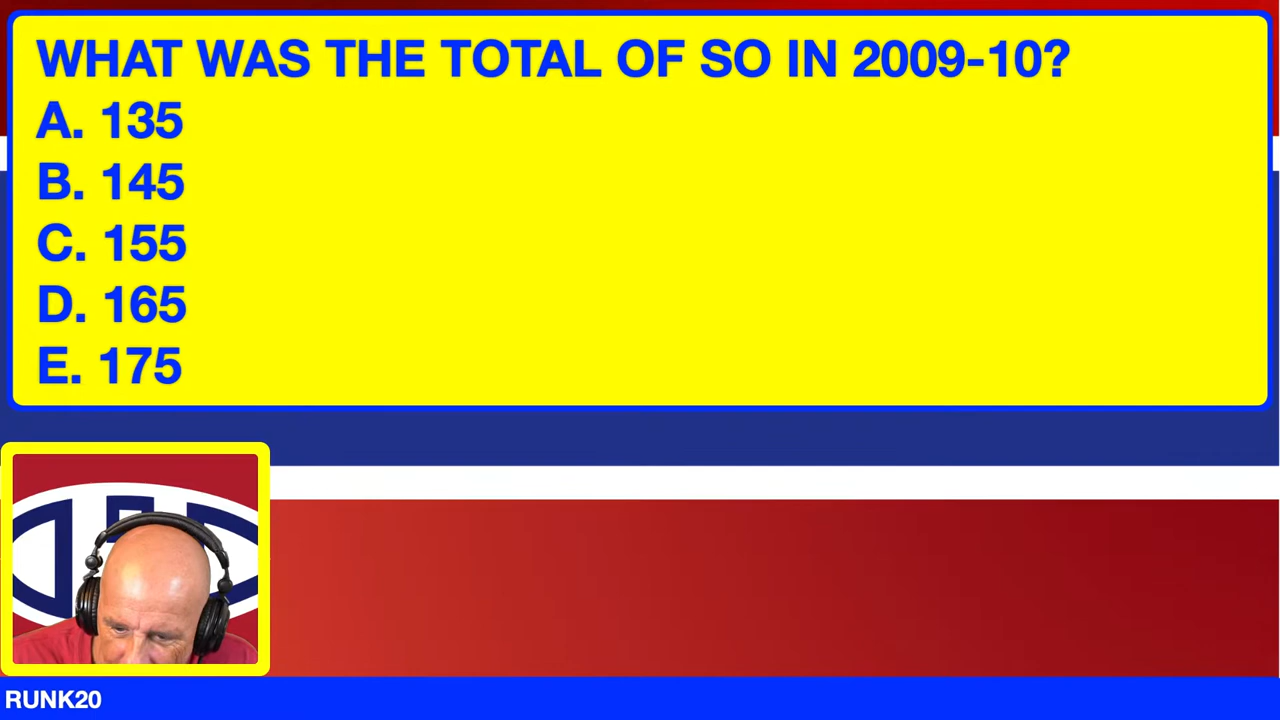 WHAT WAS THE TOTAL OF SO IN 2009-10?
A. 135
B. 145
C. 155
D. 165
E. 175
RUNK20